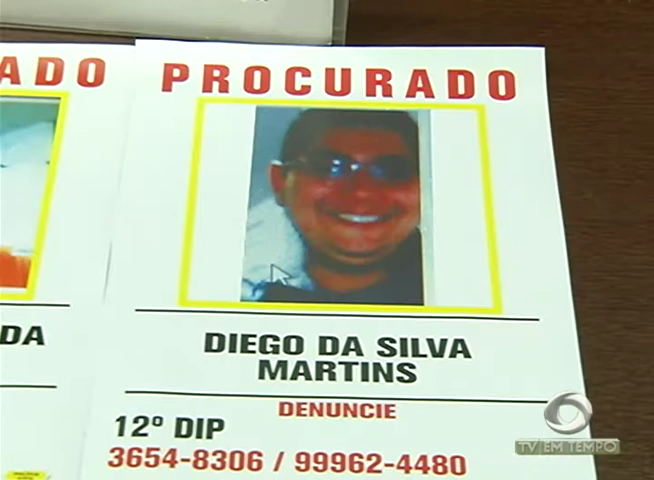 ADO
PROCURADO
DA
DIEGO DA SILVA
MARTINS
DENUNCIE
12º DIP
3654-8306 / 99962-4480
TV EM TEMPO